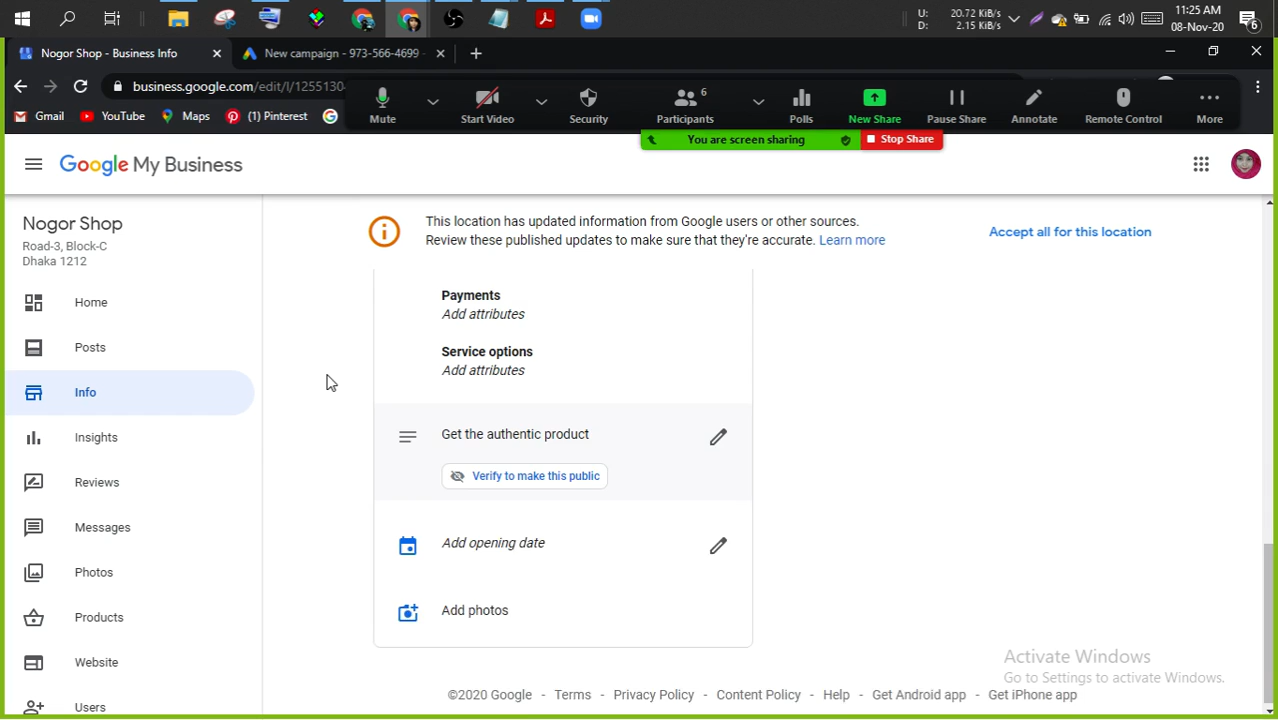 U: 20.72 KiB/s
D: 2.15 KiB/s
11:25 AM
08-Nov-20
6
Nogor Shop - Business Info
New campaign - 973-566-4699 -
business.google.com/edit/l/1255130
Gmail
YouTube
Maps
(1) Pinterest
Mute
Start Video
Security
6
Participants
Polls
New Share
Pause Share
Annotate
Remote Control
More
You are screen sharing
Stop Share
Google My Business
Nogor Shop
Road-3, Block-C
Dhaka 1212
Home
Posts
Info
Insights
Reviews
Messages
Photos
Products
Website
Users
This location has updated information from Google users or other sources.
Review these published updates to make sure that they're accurate. Learn more
Accept all for this location
Payments
Add attributes
Service options
Add attributes
Get the authentic product
Verify to make this public
Add opening date
Add photos
Activate Windows
Go to Settings to activate Windows.
©2020 Google - Terms - Privacy Policy - Content Policy - Help - Get Android app - Get iPhone app